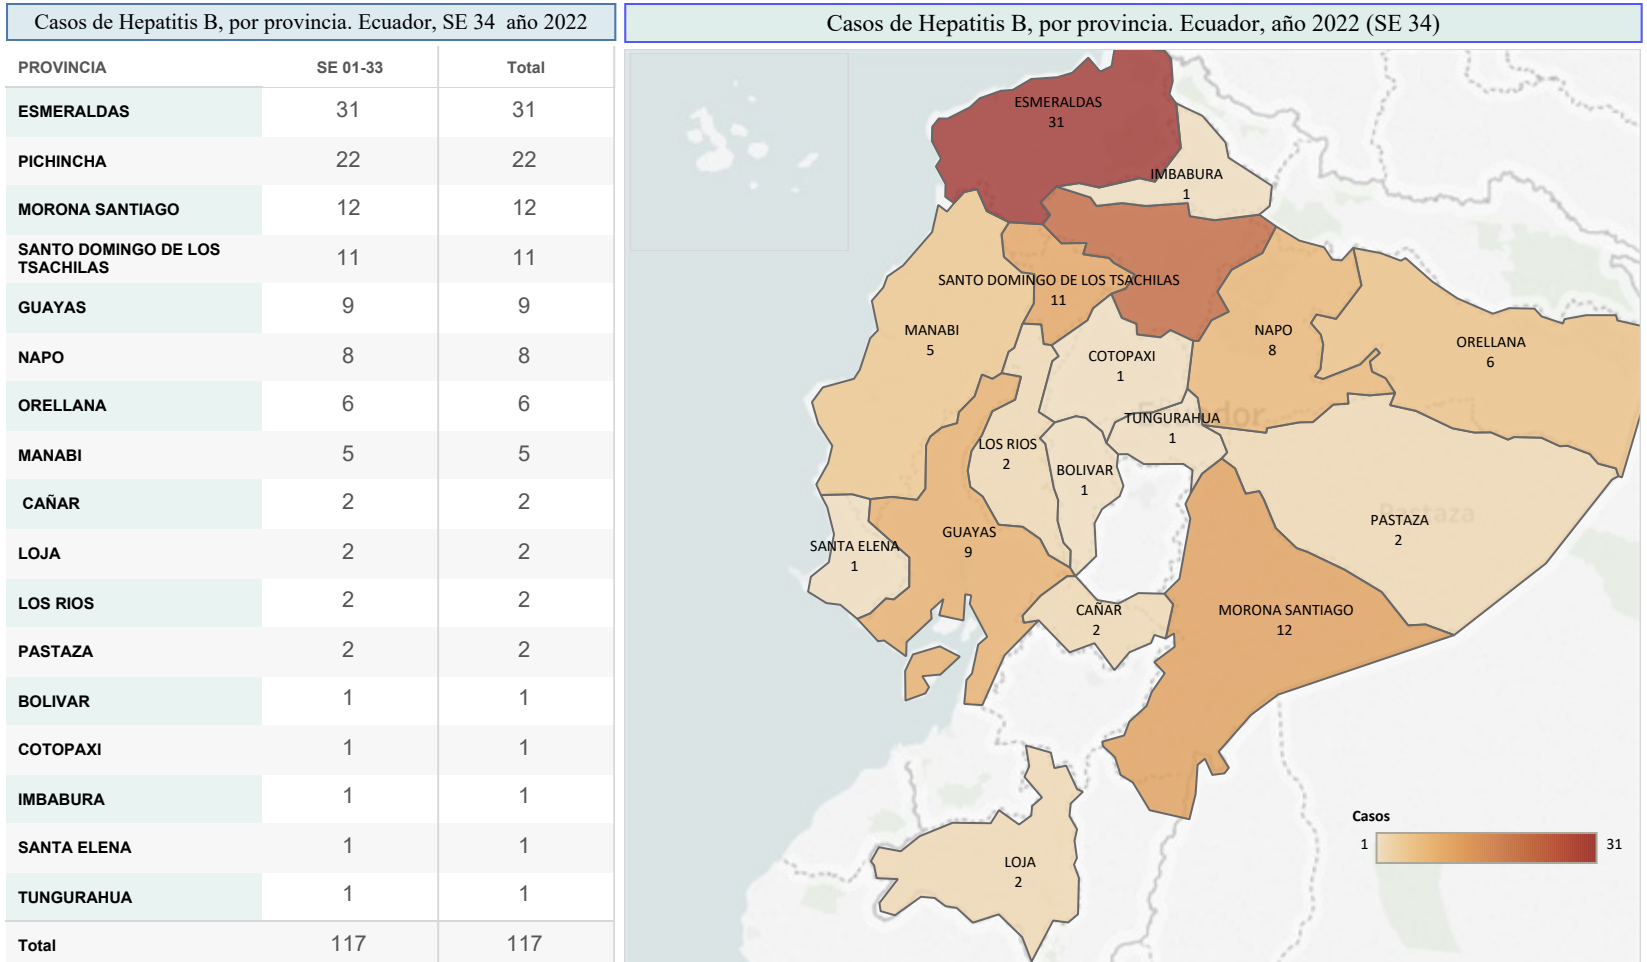 Casos de Hepatitis B, por provincia. Ecuador, SE 34 año 2022
PROVINCIA SE 01-33 Total
ESMERALDAS 31 31
PICHINCHA 22 22
MORONA SANTIAGO 12 12
SANTO DOMINGO DE LOS
TSACHILAS 11 11
GUAYAS 9 9
NAPO 8 8
ORELLANA 6 6
MANABI 5 5
CAÑAR 2 2
LOJA 2 2
LOS RIOS 2 2
PASTAZA 2 2
BOLIVAR 1 1
COTOPAXI 1 1
IMBABURA 1 1
SANTA ELENA 1 1
TUNGURAHUA 1 1
Total 117 117
Casos de Hepatitis B, por provincia. Ecuador, año 2022 (SE 34)
ESMERALDAS
31
IMBABURA
1
SANTO DOMINGO DE LOS TSACHILAS
11
MANABI
5
NAPO
8
ORELLANA
6
COTOPAXI
1
Ecuador
TUNGURAHUA
1
LOS RIOS
2
BOLIVAR
1
Pastaza
PASTAZA
2
GUAYAS
9
SANTA ELENA
1
CAÑAR
2
MORONA SANTIAGO
12
LOJA
2
Casos
1 31